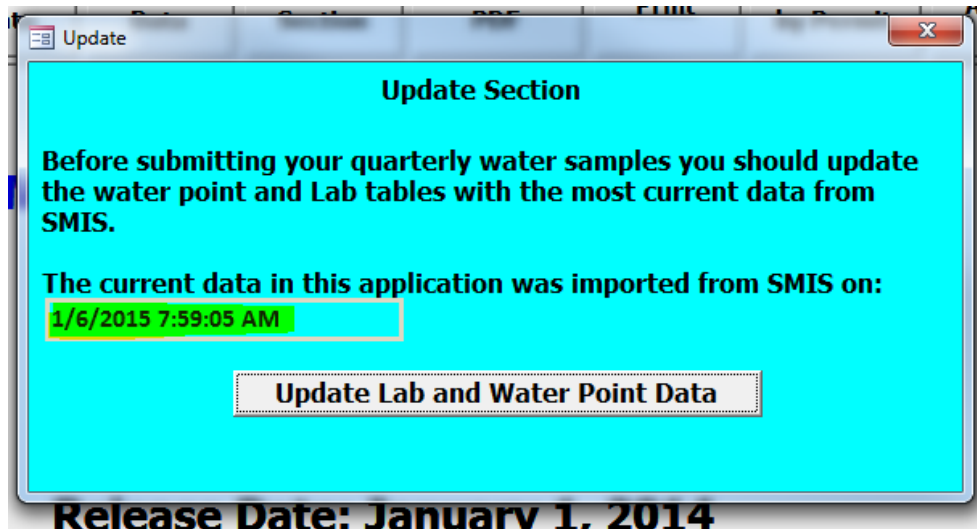 Update
Update Section
Before submitting your quarterly water samples you should update
the water point and Lab tables with the most current data from
SMIS.
The current data in this application was imported from SMIS on:
1/6/2015 7:59:05 AM
Update Lab and Water Point Data
Release Date: January 1, 2014